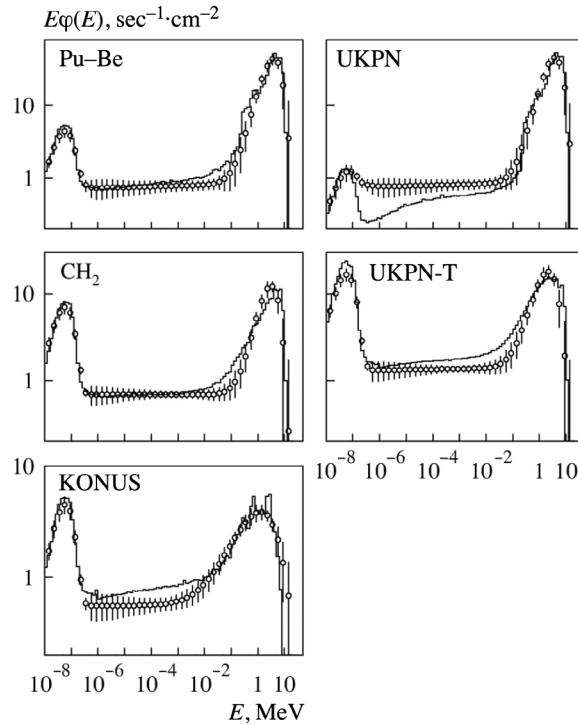 Eφ(E), sec⁻¹·cm⁻²
Pu–Be
10
1
UKPN
CH₂
10
1
UKPN-T
10⁻⁸ 10⁻⁶ 10⁻⁴ 10⁻² 1 10
MeV
KONUS
10
1
10⁻⁸ 10⁻⁶ 10⁻⁴ 10⁻² 1 10
MeV
E, MeV